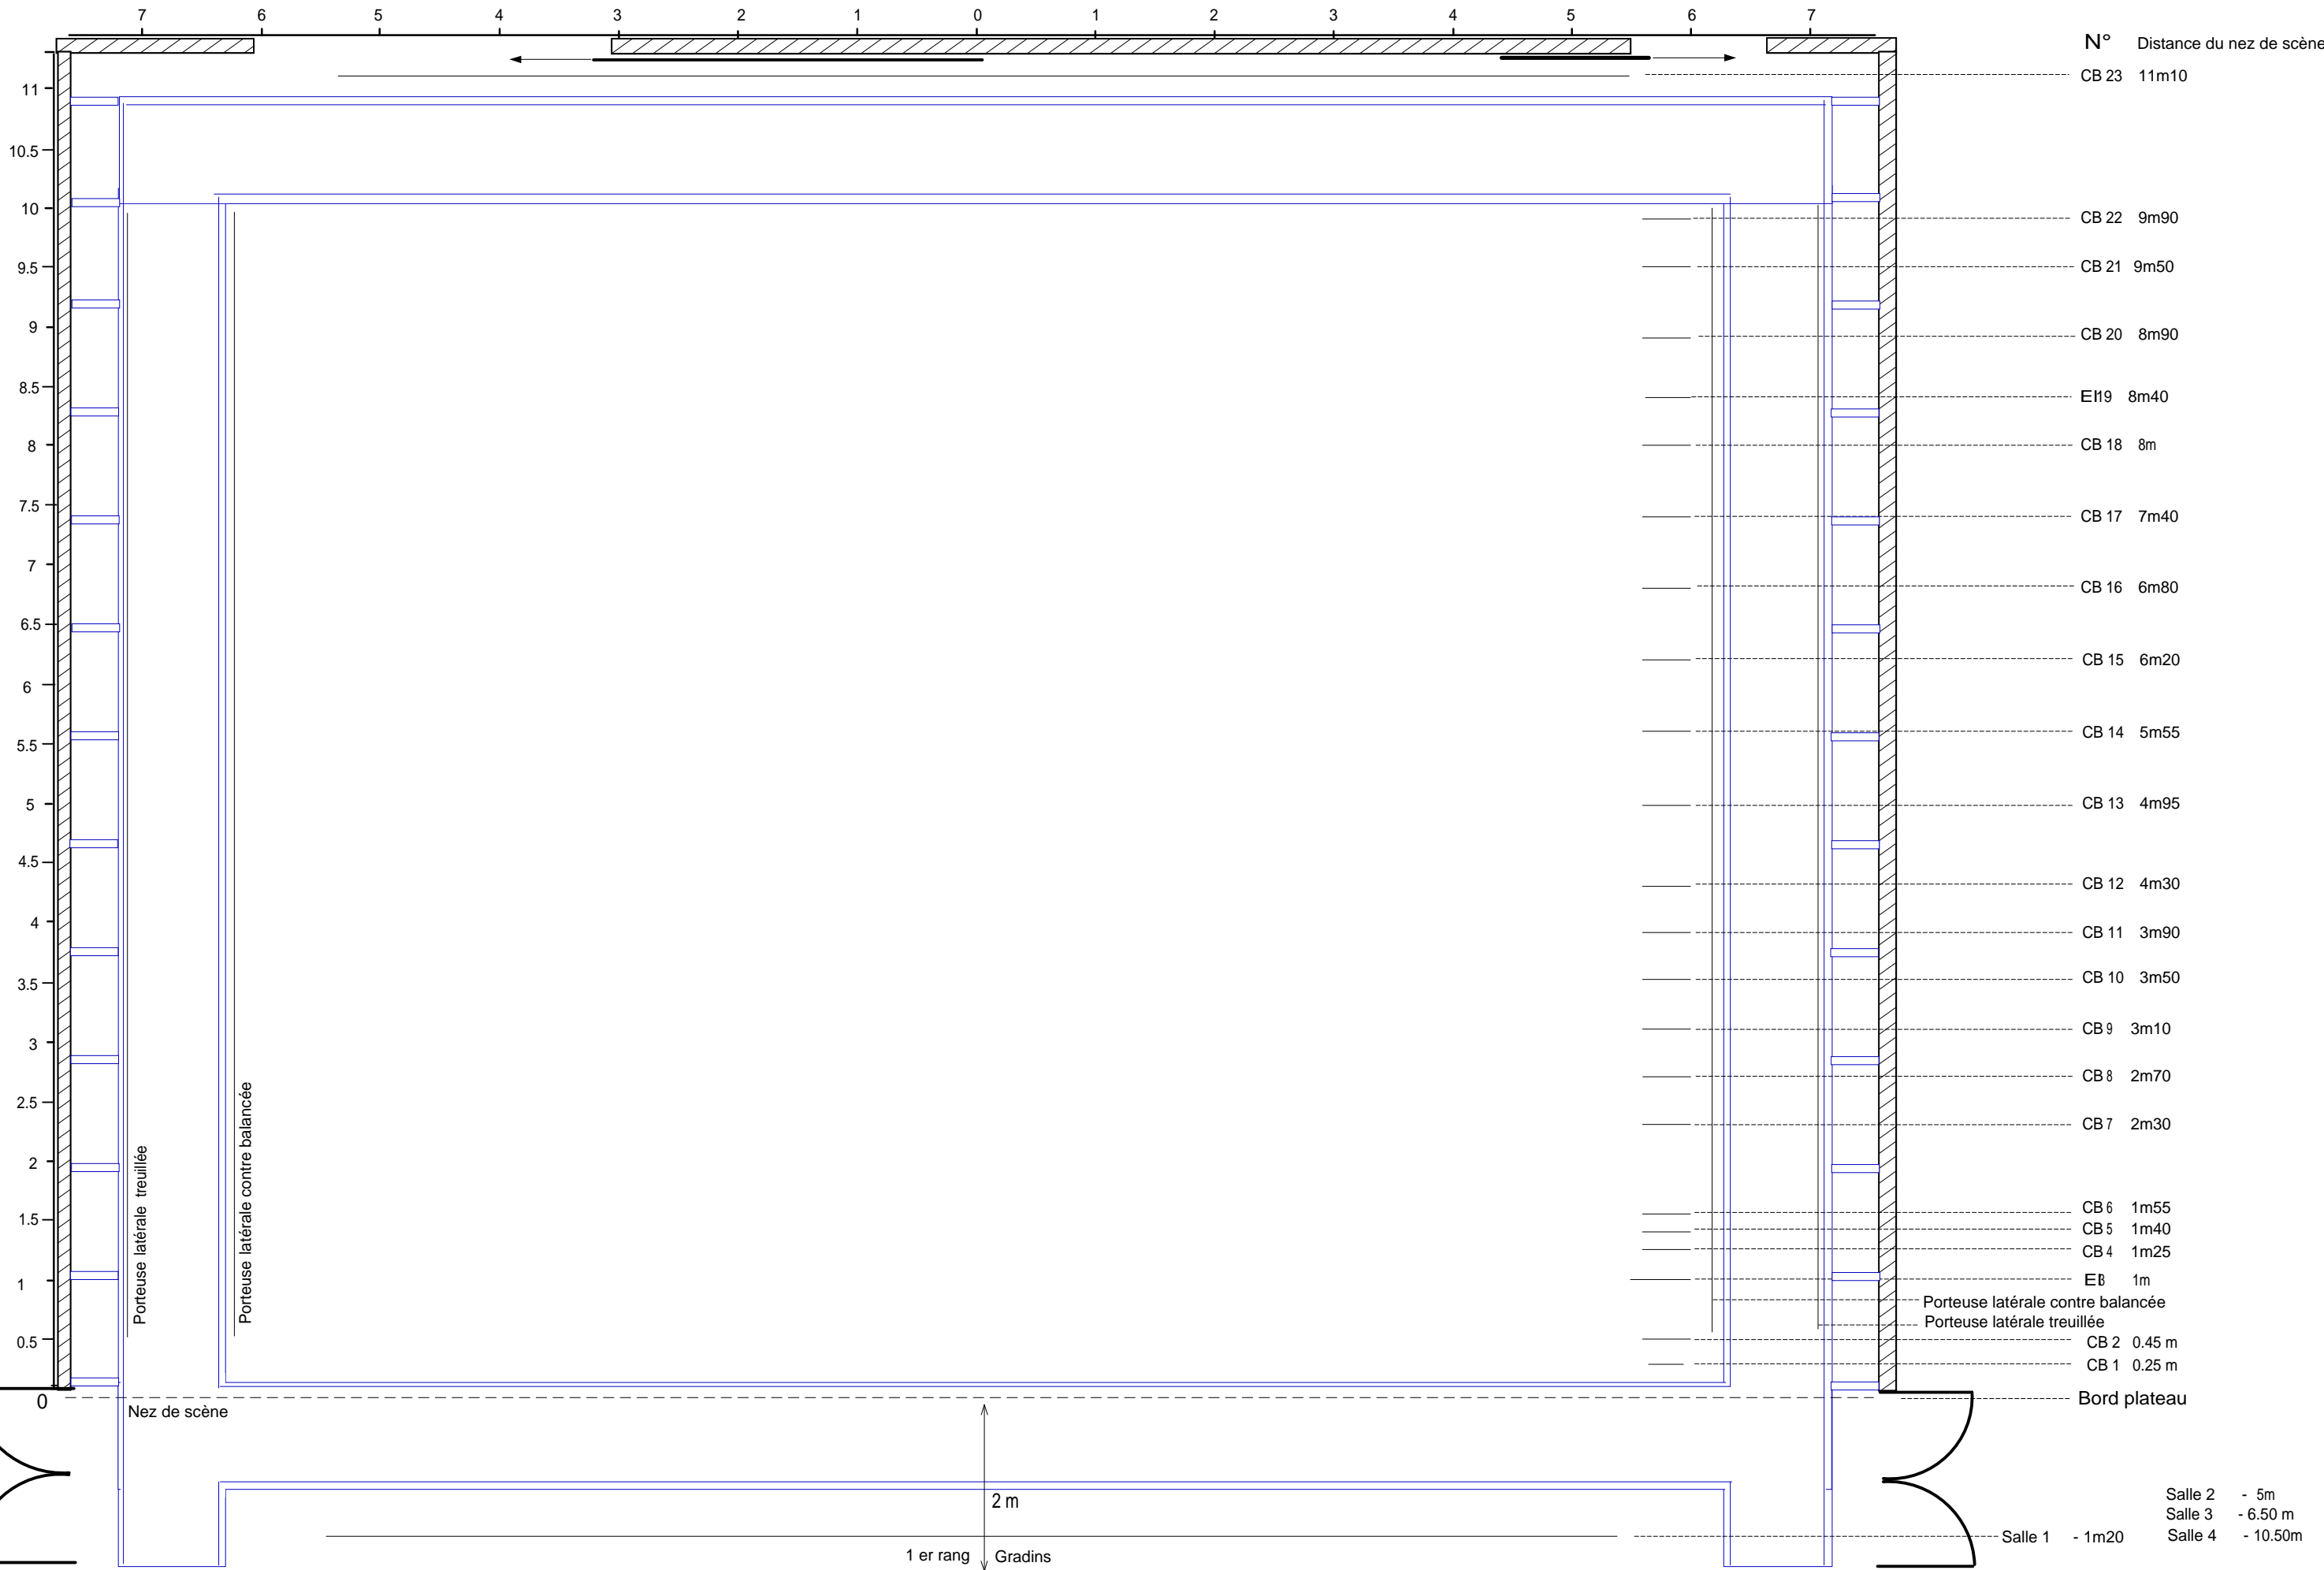 7 6 5 4 3 2 1 0 1 2 3 4 5 6 7
N° Distance du nez de scène
CB 23 11m10
11
10.5
10
CB 22 9m90
9.5
CB 21 9m50
9
CB 20 8m90
8.5
EI19 8m40
8
CB 18 8m
7.5
CB 17 7m40
7
CB 16 6m80
6.5
CB 15 6m20
6
CB 14 5m55
5.5
5
CB 13 4m95
4.5
CB 12 4m30
4
CB 11 3m90
3.5
CB 10 3m50
3
CB 9 3m10
2.5
CB 8 2m70
CB 7 2m30
2
1.5
CB 6 1m55
CB 5 1m40
CB 4 1m25
1
1m
Porteuse latérale treuillée
Porteuse latérale contre balancée
Porteuse latérale contre balancée
Porteuse latérale treuillée
0.5
CB 2 0.45 m
CB 1 0.25 m
0
Nez de scène
Bord plateau
2 m
1 er rang Gradins
Salle 1 - 1m20
Salle 2 - 5m
Salle 3 - 6.50 m
Salle 4 - 10.50m